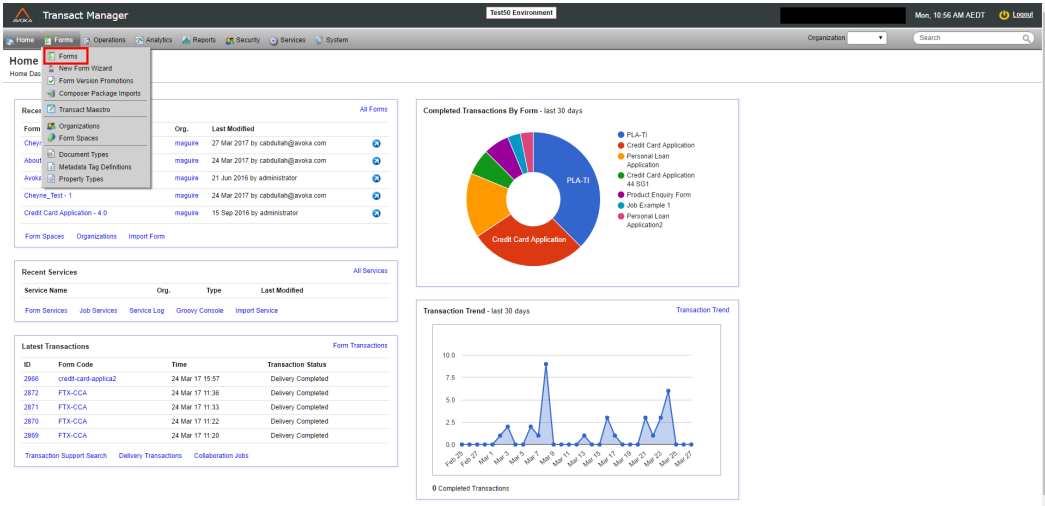 AVOKA
Transact Manager
Test50 Environment
Mon, 10:56 AM AEDT
Logout
Home Forms Operations Analytics Reports Security Services System
Organization
Search
Home
Home Das
Forms
New Form Wizard
Form Version Promotions
Composer Package Imports
Transact Maestro
Organizations
Form Spaces
Document Types
Metadata Tag Definitions
Property Types
Recen All Forms
Form Org. Last Modified
Cheyn maguire 27 Mar 2017 by cabdullah@avoka.com
About maguire 24 Mar 2017 by cabdullah@avoka.com
Avoka maguire 21 Jun 2016 by administrator
Cheyne_Test - 1 maguire 24 Mar 2017 by cabdullah@avoka.com
Credit Card Application - 4.0 maguire 15 Sep 2016 by administrator
Form Spaces Organizations Import Form
Recent Services All Services
Service Name Org. Type Last Modified
Form Services Job Services Service Log Groovy Console Import Service
Latest Transactions Form Transactions
ID Form Code Time Transaction Status
2966 credit-card-applica2 24 Mar 17 15:57 Delivery Completed
2872 FTX-CCA 24 Mar 17 11:36 Delivery Completed
2871 FTX-CCA 24 Mar 17 11:33 Delivery Completed
2870 FTX-CCA 24 Mar 17 11:22 Delivery Completed
2869 FTX-CCA 24 Mar 17 11:20 Delivery Completed
Transaction Support Search Delivery Transactions Collaboration Jobs
Completed Transactions By Form - last 30 days
PLA-TI
Credit Card Application
PLA-TI
Credit Card Application
Personal Loan
Application
Credit Card Application
44 SG1
Product Enquiry Form
Job Example 1
Personal Loan
Application2
Transaction Trend - last 30 days Transaction Trend
10.0
7.5
5.0
2.5
0.0
Feb 25 Feb 27 Mar 1 Mar 3 Mar 5 Mar 7 Mar 9 Mar 11 Mar 13 Mar 15 Mar 17 Mar 19 Mar 21 Mar 23 Mar 25 Mar 27
0 Completed Transactions